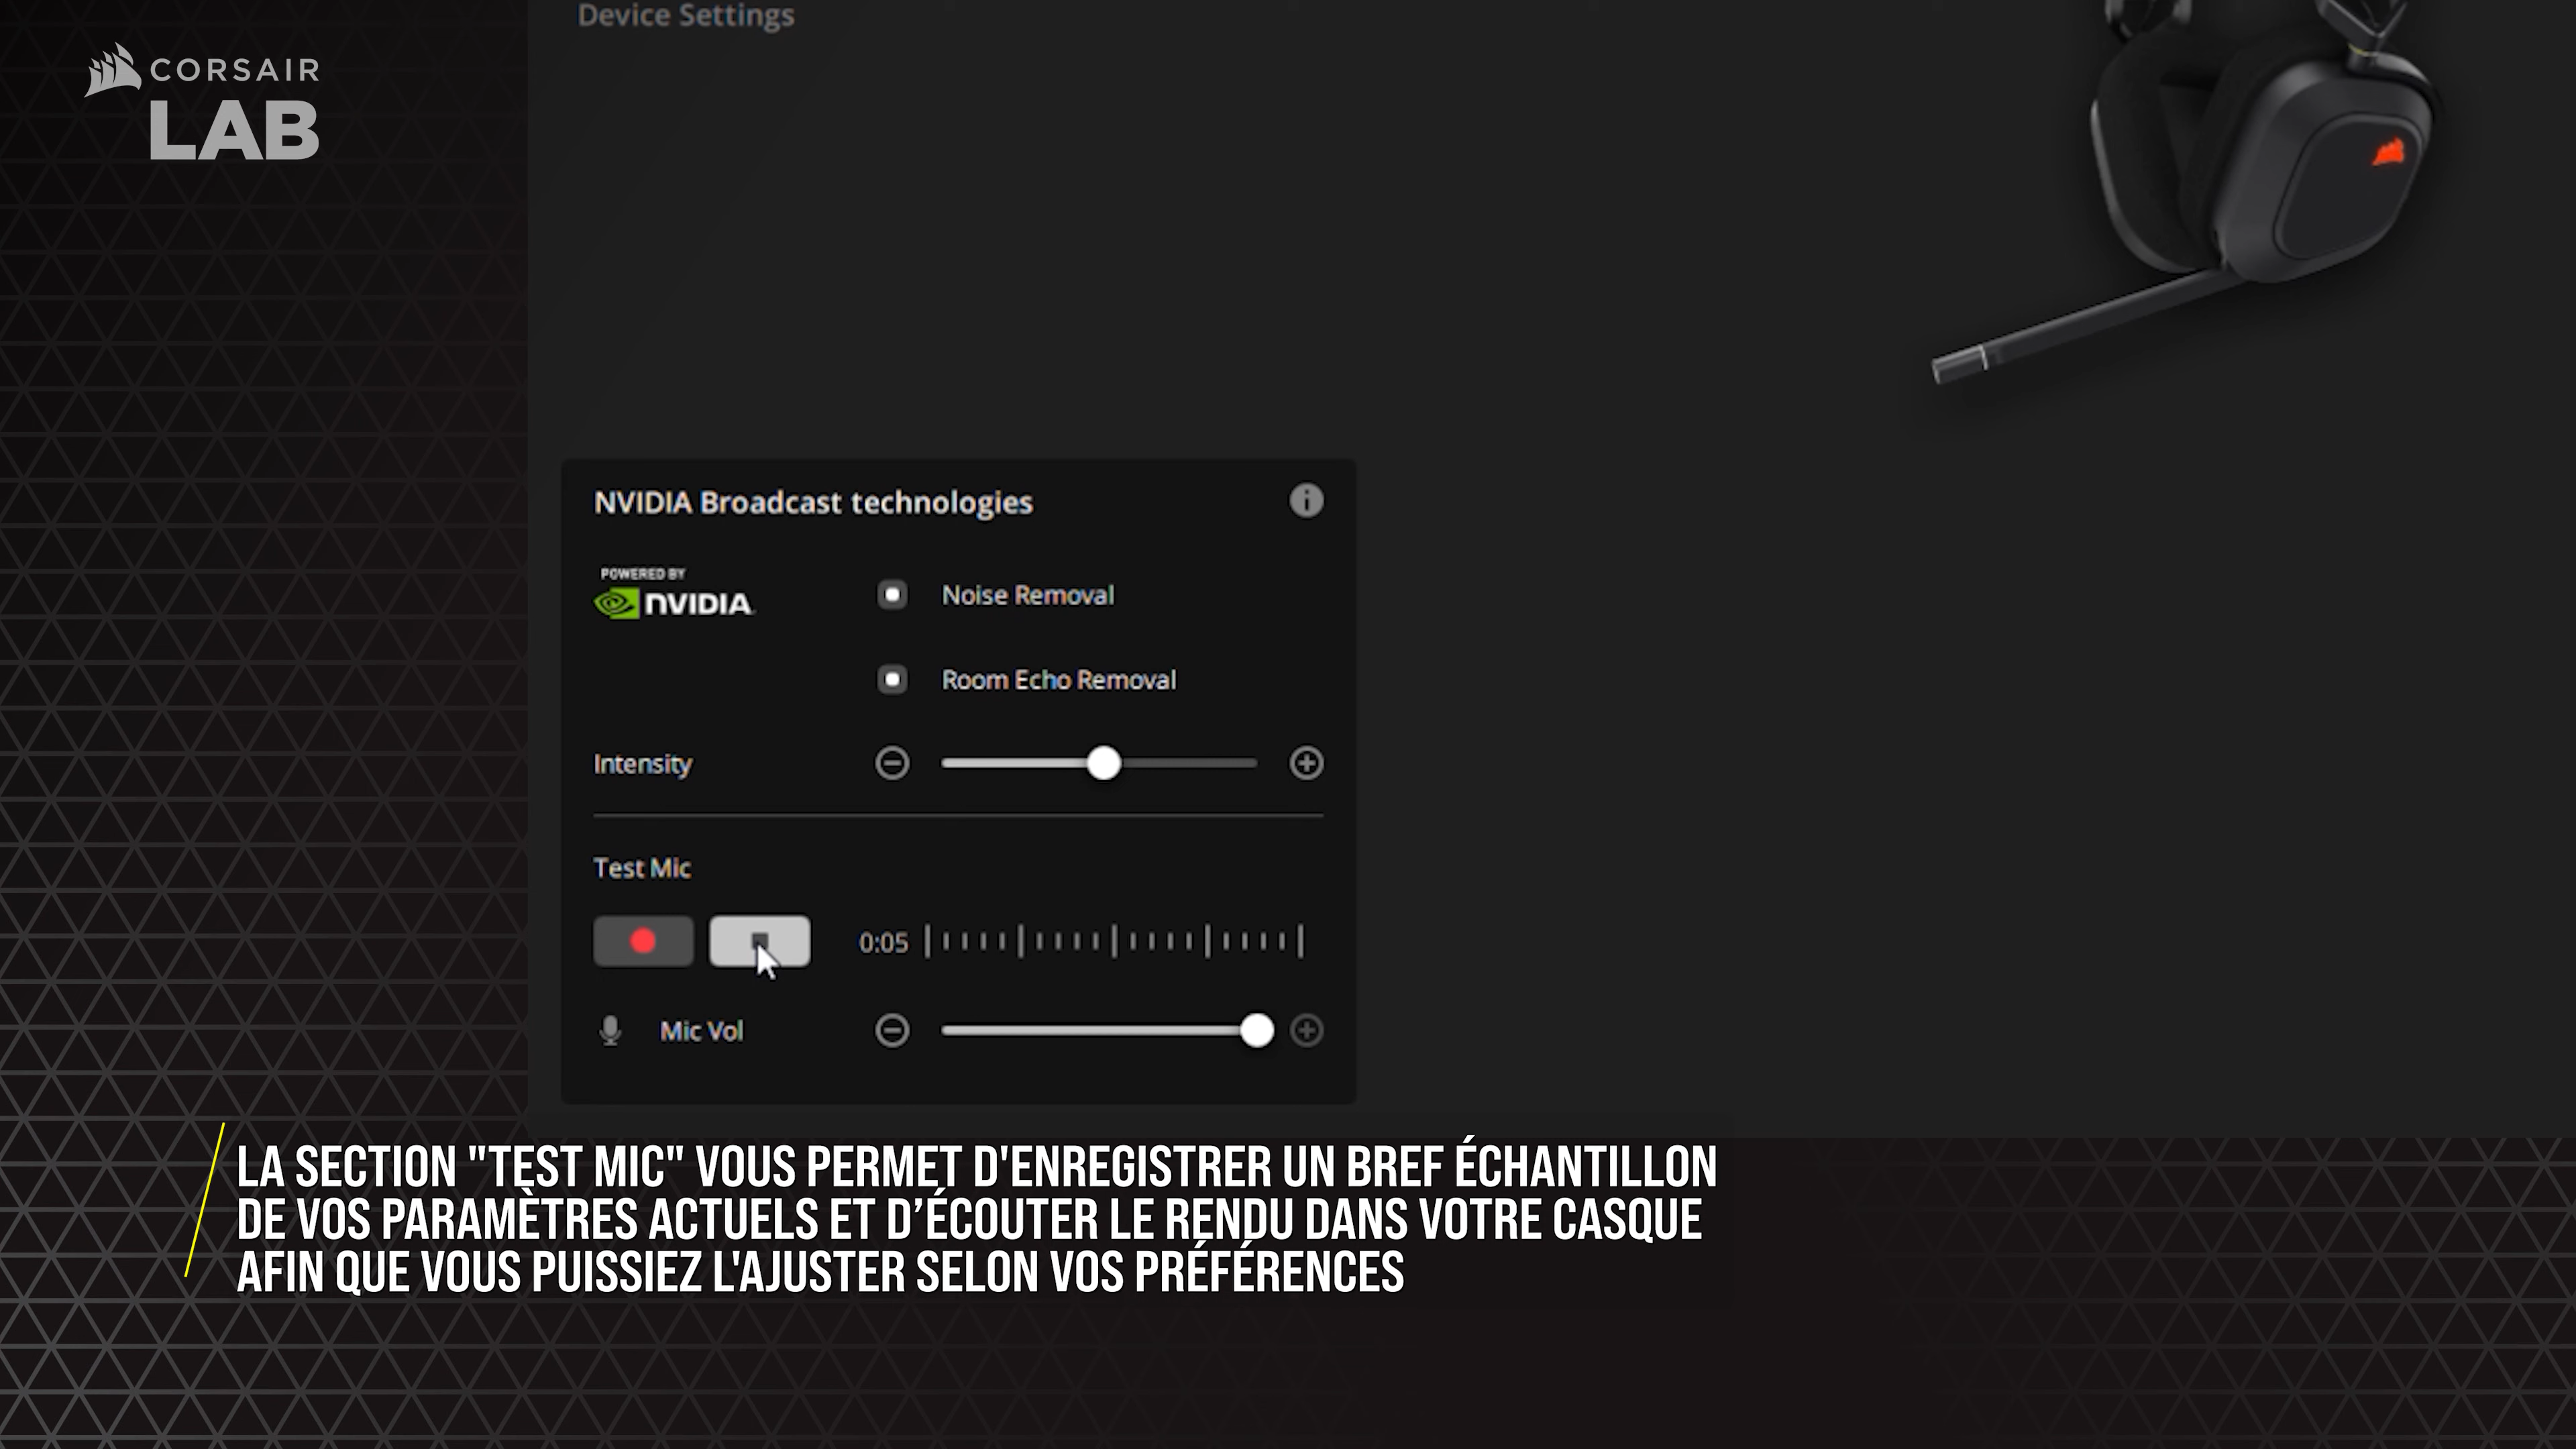 Device Settings
CORSAIR
LAB
NVIDIA Broadcast technologies
POWERED BY
NVIDIA
Noise Removal
Room Echo Removal
Intensity
Test Mic
0:05
Mic Vol
LA SECTION "TEST MIC" VOUS PERMET D'ENREGISTRER UN BREF ÉCHANTILLON
DE VOS PARAMÈTRES ACTUELS ET D’ÉCOUTER LE RENDU DANS VOTRE CASQUE
AFIN QUE VOUS PUISSIEZ L'AJUSTER SELON VOS PRÉFÉRENCES